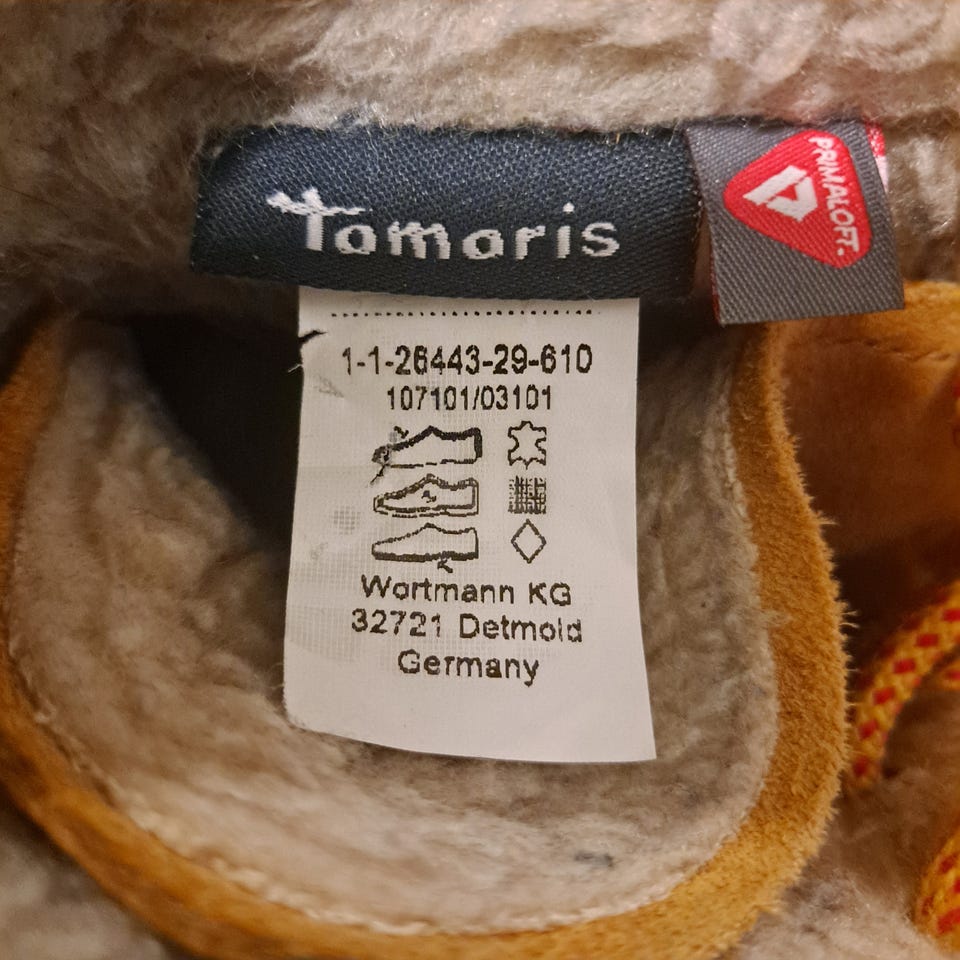 Tamaris
PRIMALOFT.
1-1-26443-29-610
107101/03101
Wortmann KG
32721 Detmold
Germany